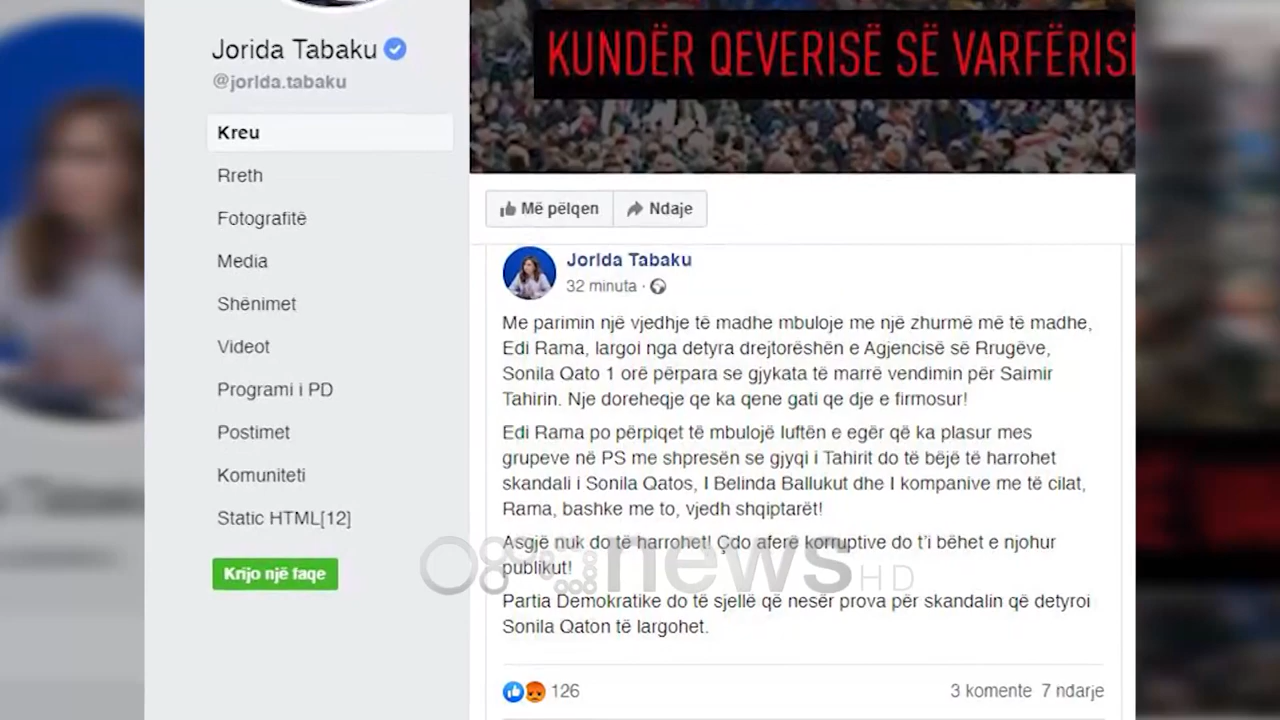 Jorida Tabaku
@jorida.tabaku
KUNDËR QEVERISË SË VARFËRIS
Kreu
Rreth
Fotografitë
Media
Shënimet
Videot
Programi i PD
Postimet
Komuniteti
Static HTML[12]
Krijo një faqe
Më pëlqen
Ndaje
Jorida Tabaku
32 minuta ·
Me parimin një vjedhje të madhe mbuloje me një zhurmë më të madhe,
Edi Rama, largoi nga detyra drejtorëshën e Agjencisë së Rrugëve,
Sonila Qato 1 orë përpara se gjykata të marrë vendimin për Saimir
Tahirin. Nje doreheqje qe ka qene gati qe dje e firmosur!
Edi Rama po përpiqet të mbulojë luftën e egër që ka plasur mes
grupeve në PS me shpresën se gjyqi i Tahirit do të bëjë të harrohet
skandali i Sonila Qatos, I Belinda Ballukut dhe I kompanive me të cilat,
Rama, bashke me to, vjedh shqiptarët!
Asgjë nuk do të harrohet! Çdo aferë korruptive do t'i bëhet e njohur
publikut!
Partia Demokratike do të sjellë që nesër prova për skandalin që detyroi
Sonila Qaton të largohet.
news HD
126
3 komente 7 ndarje